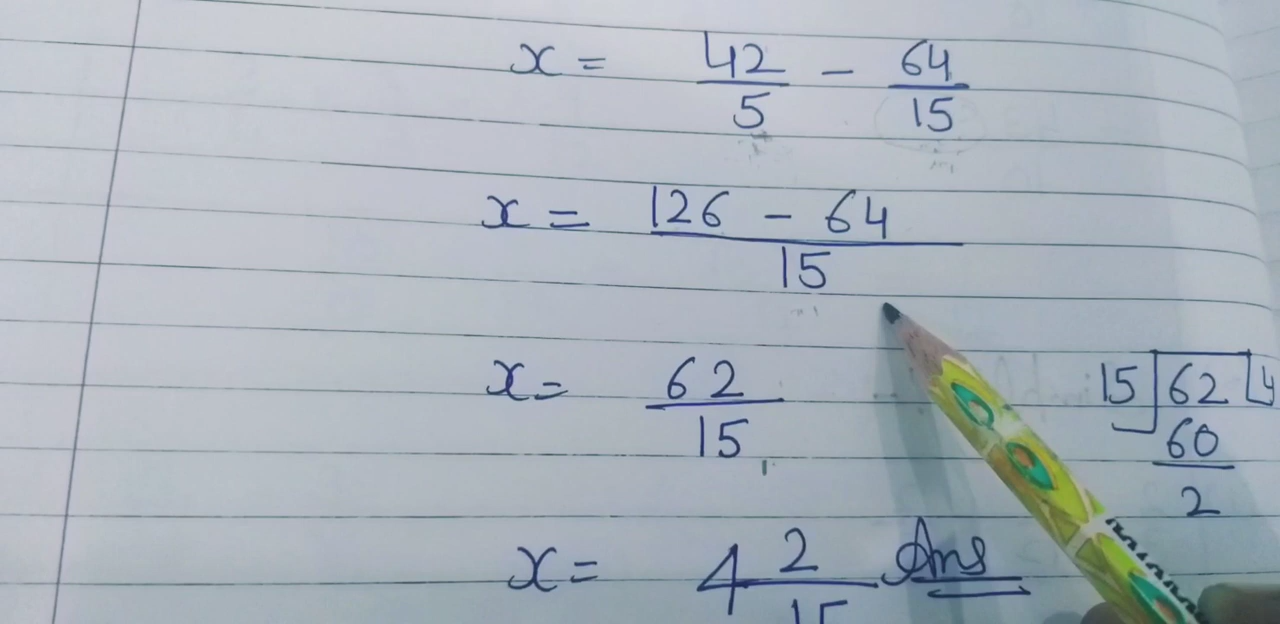 x = 42/5 - 64/15
x = 126 - 64/15
x = 62/15
15 62 4
60
2
x = 4 2/15 Ans